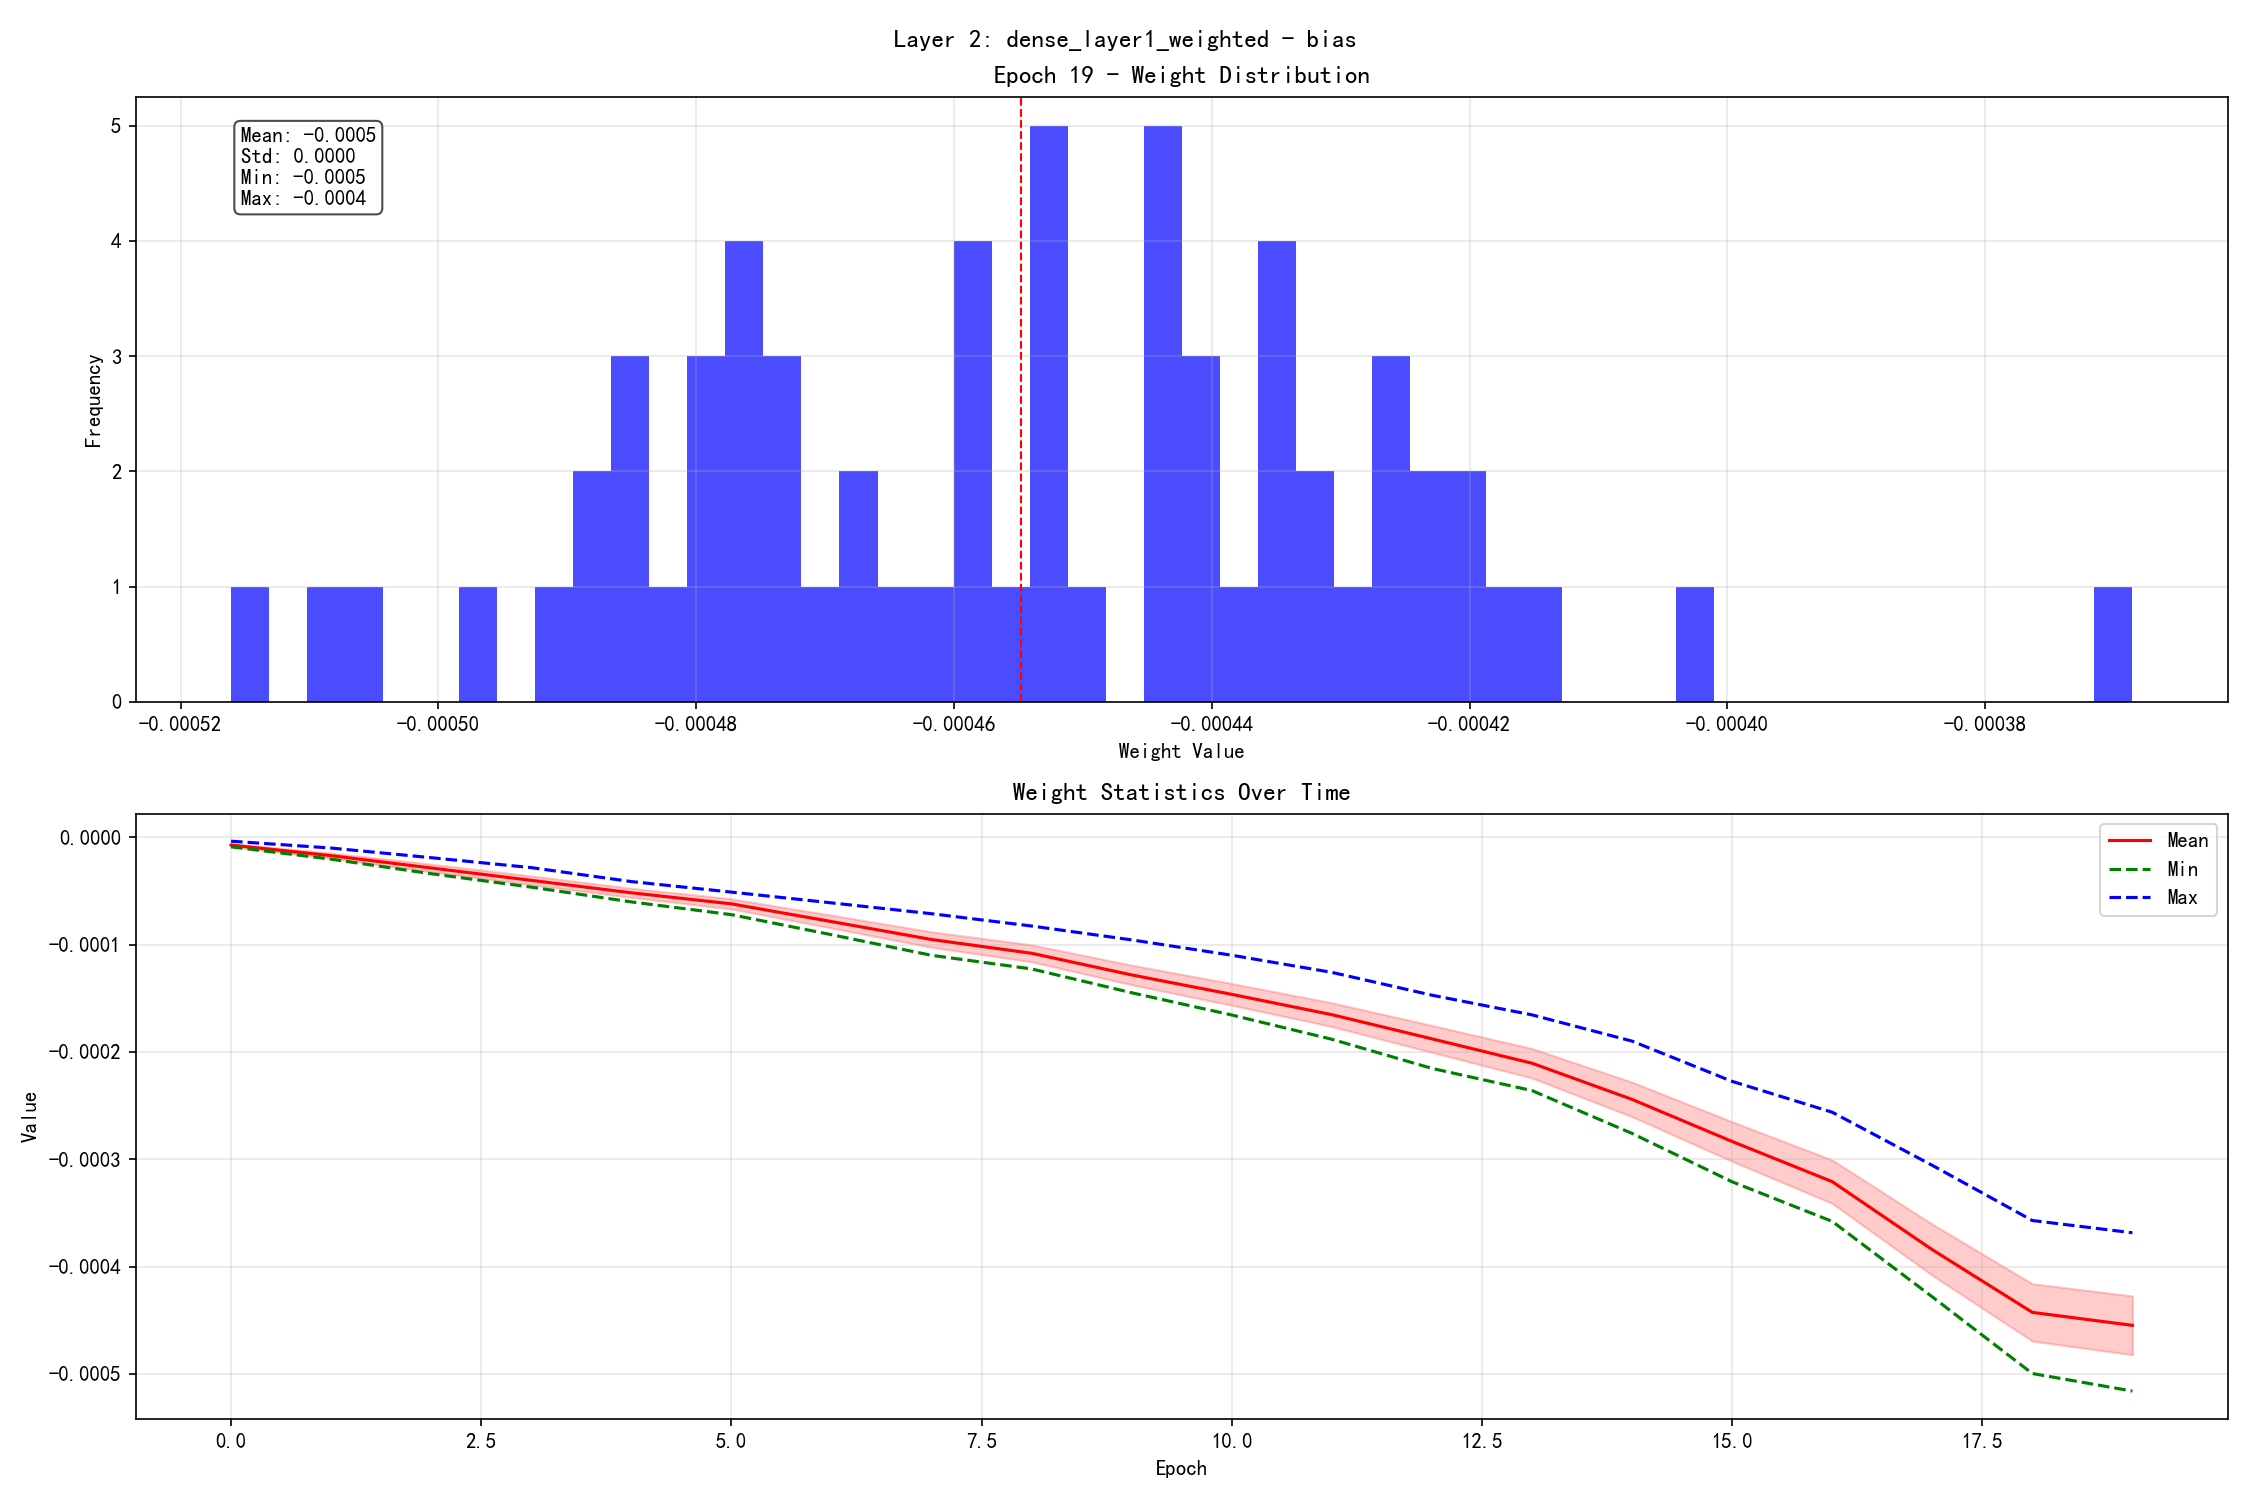 Layer 2: dense_layer1_weighted - bias
Epoch 19 - Weight Distribution
Mean: -0.0005
Std: 0.0000
Min: -0.0005
Max: -0.0004
Frequency
5
4
3
2
1
0
-0.00052 -0.00050 -0.00048 -0.00046 -0.00044 -0.00042 -0.00040 -0.00038
Weight Value
Weight Statistics Over Time
Mean
Min
Max
Value
0.0000
-0.0001
-0.0002
-0.0003
-0.0004
-0.0005
0.0 2.5 5.0 7.5 10.0 12.5 15.0 17.5
Epoch